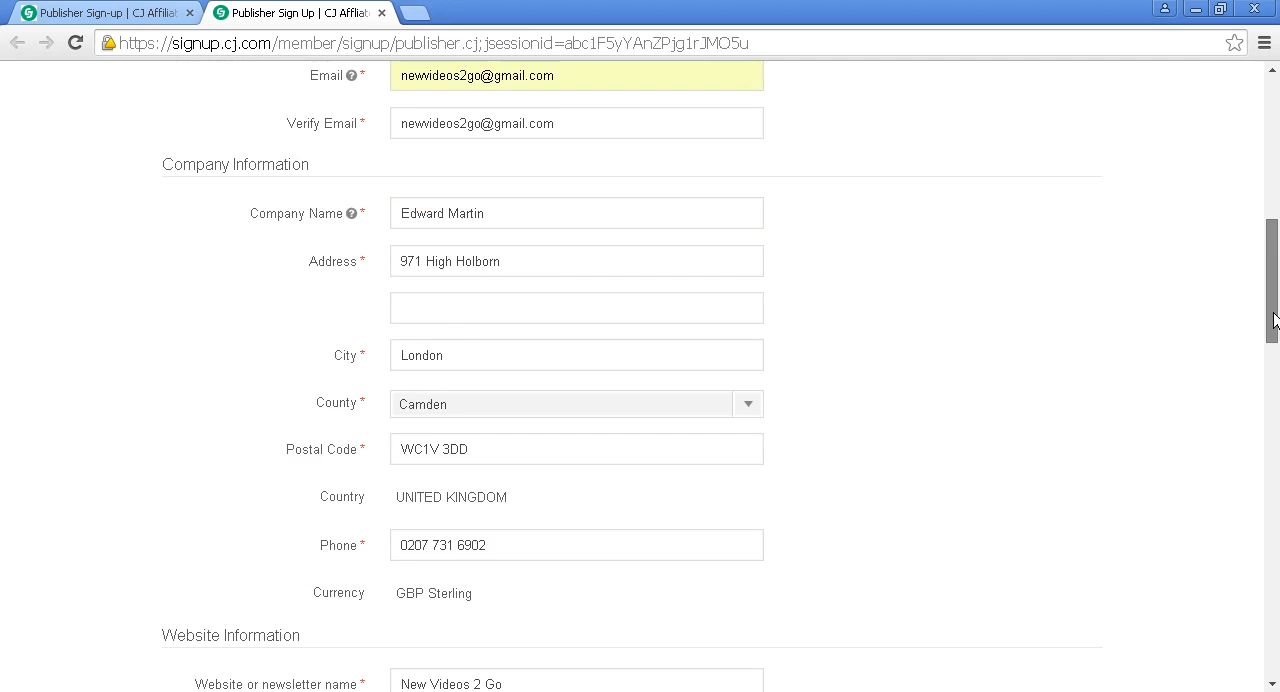 Publisher Sign-up | CJ Affiliat
Publisher Sign Up | CJ Affiliat
https://signup.cj.com/member/signup/publisher.cj;jsessionid=abc1F5yYAnZPjg1rJMO5u
Email ? *
newvideos2go@gmail.com
Verify Email *
newvideos2go@gmail.com
Company Information
Company Name ? *
Edward Martin
Address *
971 High Holborn
City *
London
County *
Camden
Postal Code *
WC1V 3DD
Country
UNITED KINGDOM
Phone *
0207 731 6902
Currency
GBP Sterling
Website Information
Website or newsletter name *
New Videos 2 Go